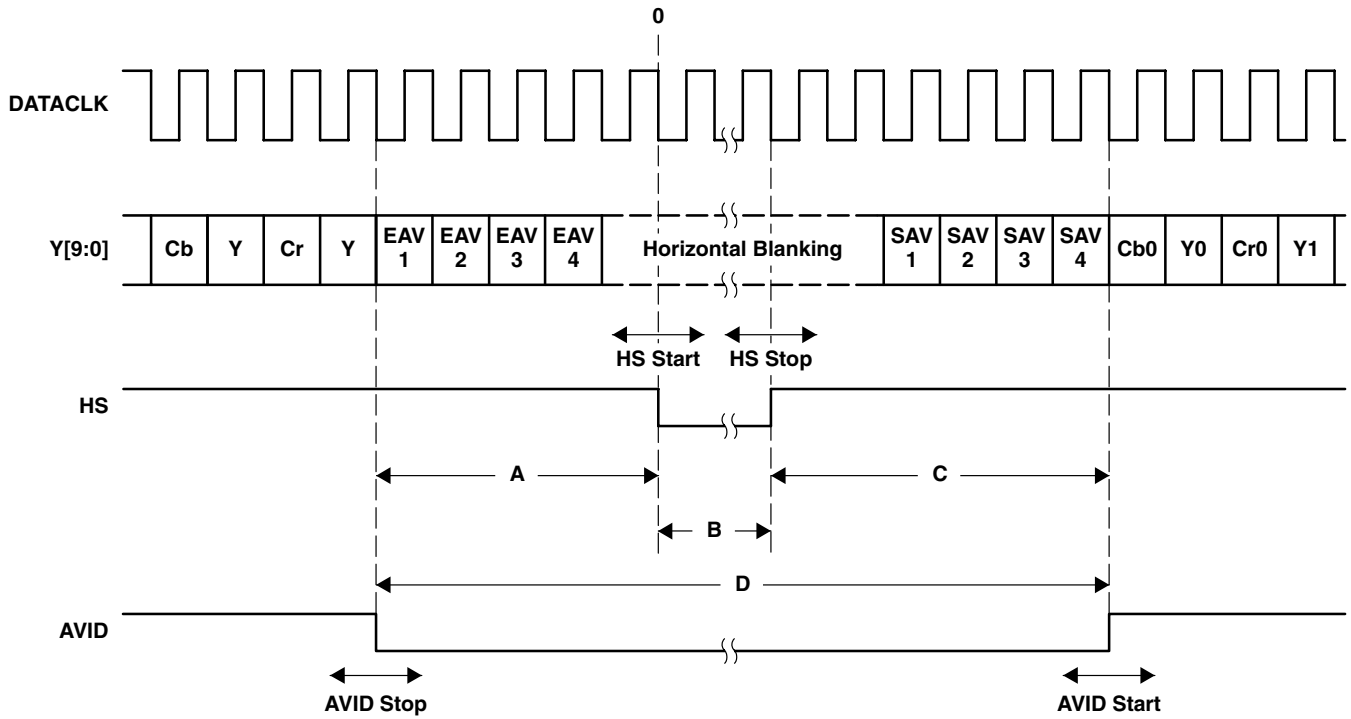 0
DATACLK
Y[9:0]
Cb
Y
Cr
Y
EAV
1
EAV
2
EAV
3
EAV
4
Horizontal Blanking
SAV
1
SAV
2
SAV
3
SAV
4
Cb0
Y0
Cr0
Y1
HS Start
HS Stop
HS
A
C
B
D
AVID
AVID Stop
AVID Start